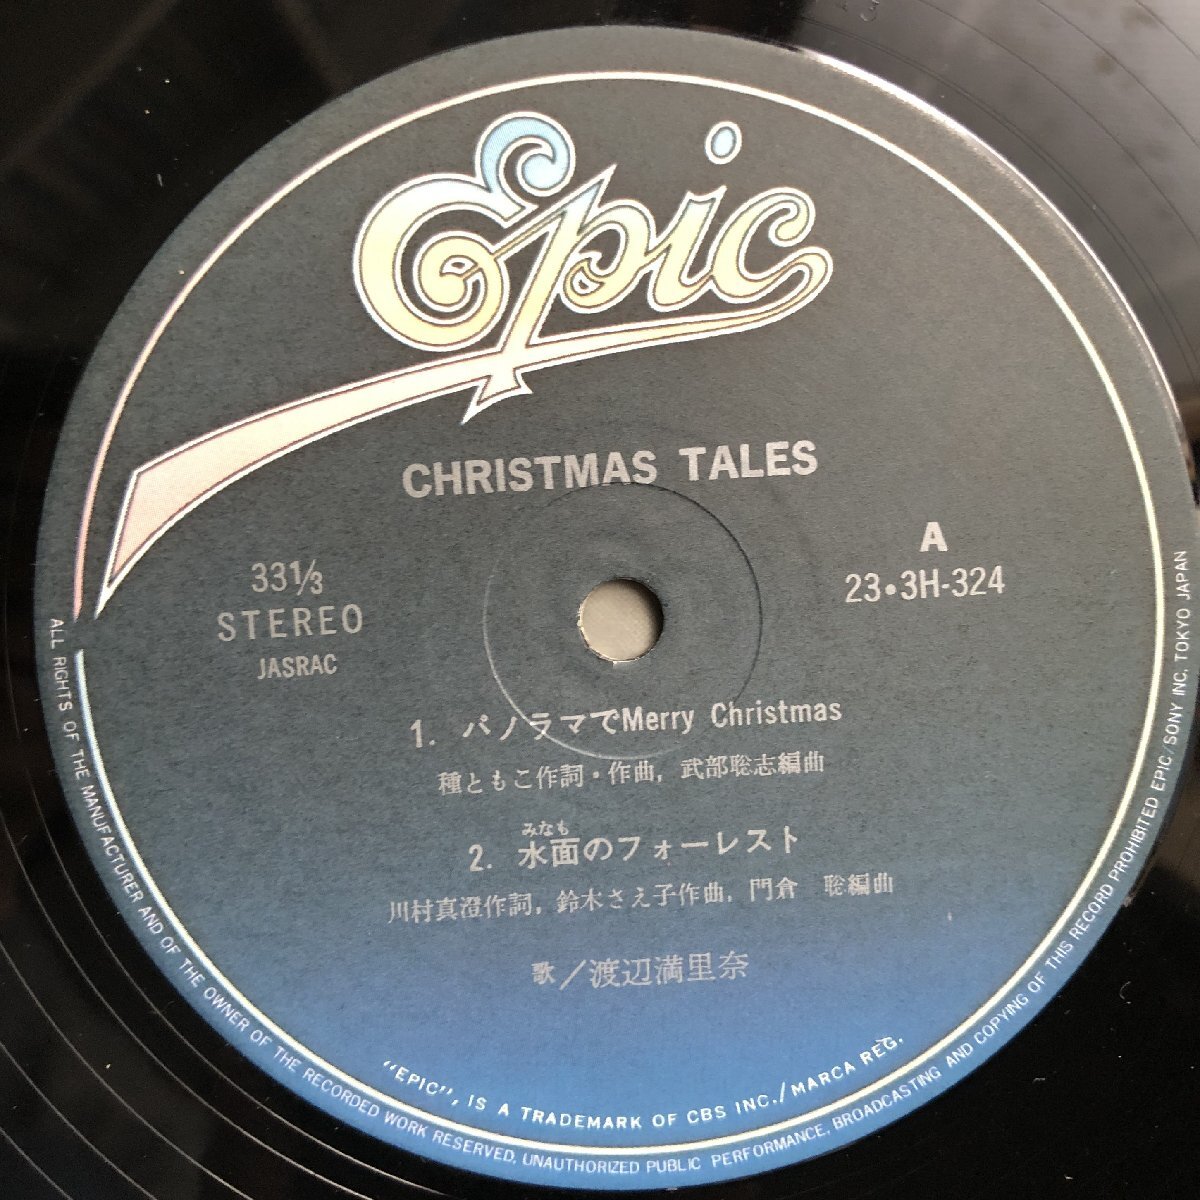 Epic
CHRISTMAS TALES
33 1/3
STEREO
JASRAC
A
23・3H-324
1. パノラマでMerry Christmas
種ともこ作詞・作曲, 武部聡志編曲
みなも
2. 水面のフォーレスト
川村真澄作詞, 鈴木さえ子作曲, 門倉 聡編曲
歌／渡辺満里奈
"EPIC", IS A TRADEMARK OF CBS INC./MARCA REG.
ALL RIGHTS OF THE MANUFACTURER AND OF THE OWNER OF THE RECORDED WORK RESERVED. UNAUTHORIZED PUBLIC PERFORMANCE, BROADCASTING AND COPYING OF THIS RECORD PROHIBITED EPIC/SONY INC. TOKYO JAPAN